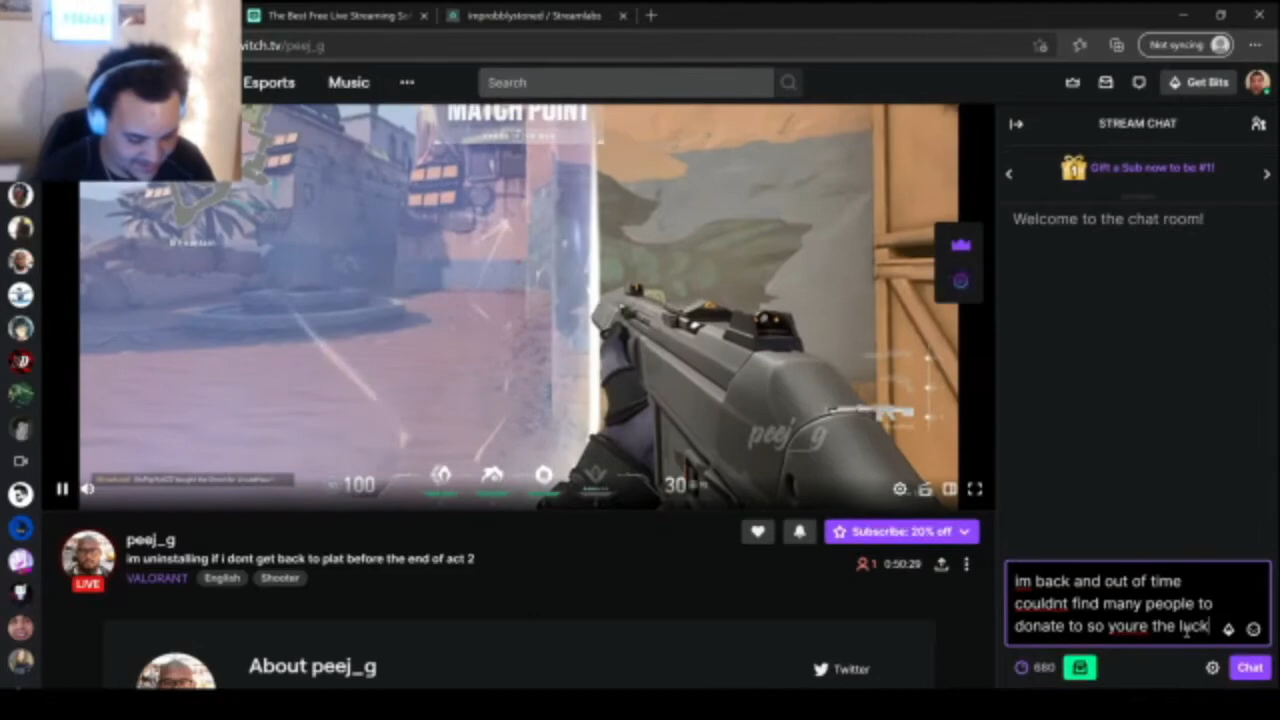 The Best Free Live Streaming So
improbblystoned / Streamlabs
witch.tv/peej_g
Not syncing
Esports
Music
Search
Get Bits
MATCH POINT
STREAM CHAT
Gift a Sub now to be #1!
Welcome to the chat room!
peej_g
100
30
peej_g
Subscribe: 20% off
im uninstalling if i dont get back to plat before the end of act 2
LIVE
VALORANT
English
Shooter
1
0:50:29
im back and out of time
couldnt find many people to
donate to so youre the luck
About peej_g
Twitter
680
Chat